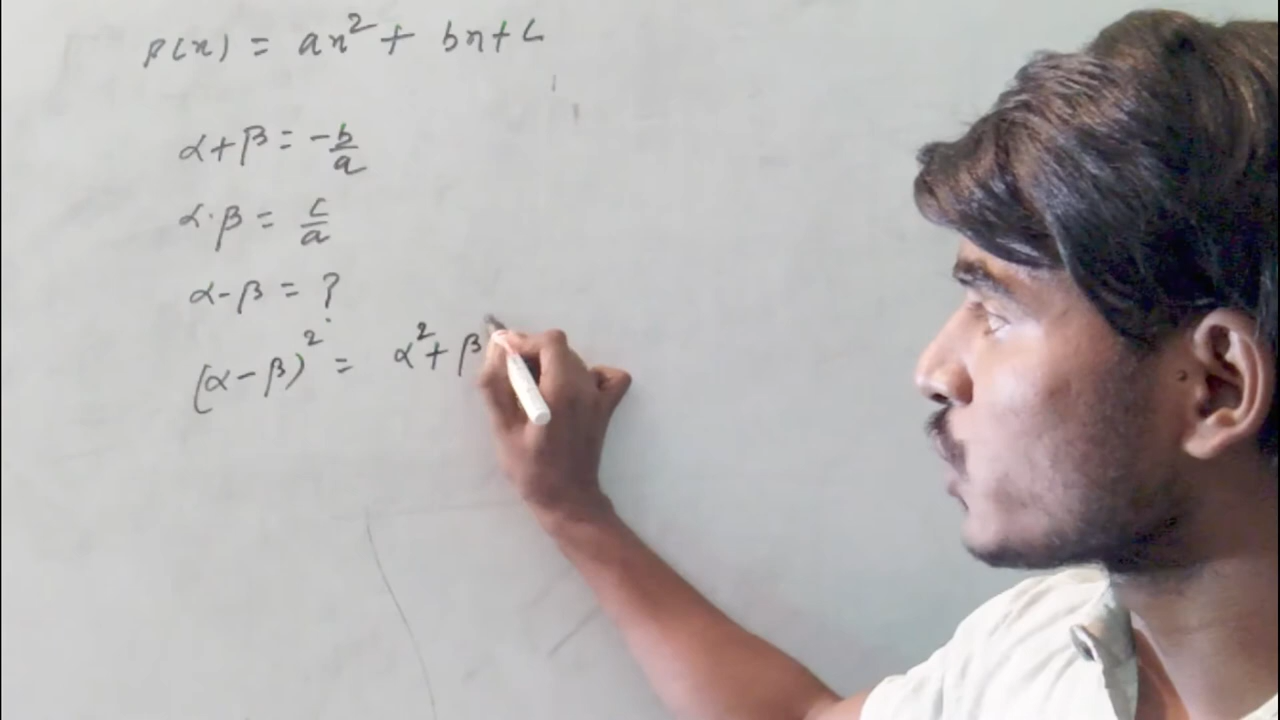 p(x) = ax² + bx + c
α + β = -b/a
α · β = c/a
α - β = ?
(α - β)² = α² + β